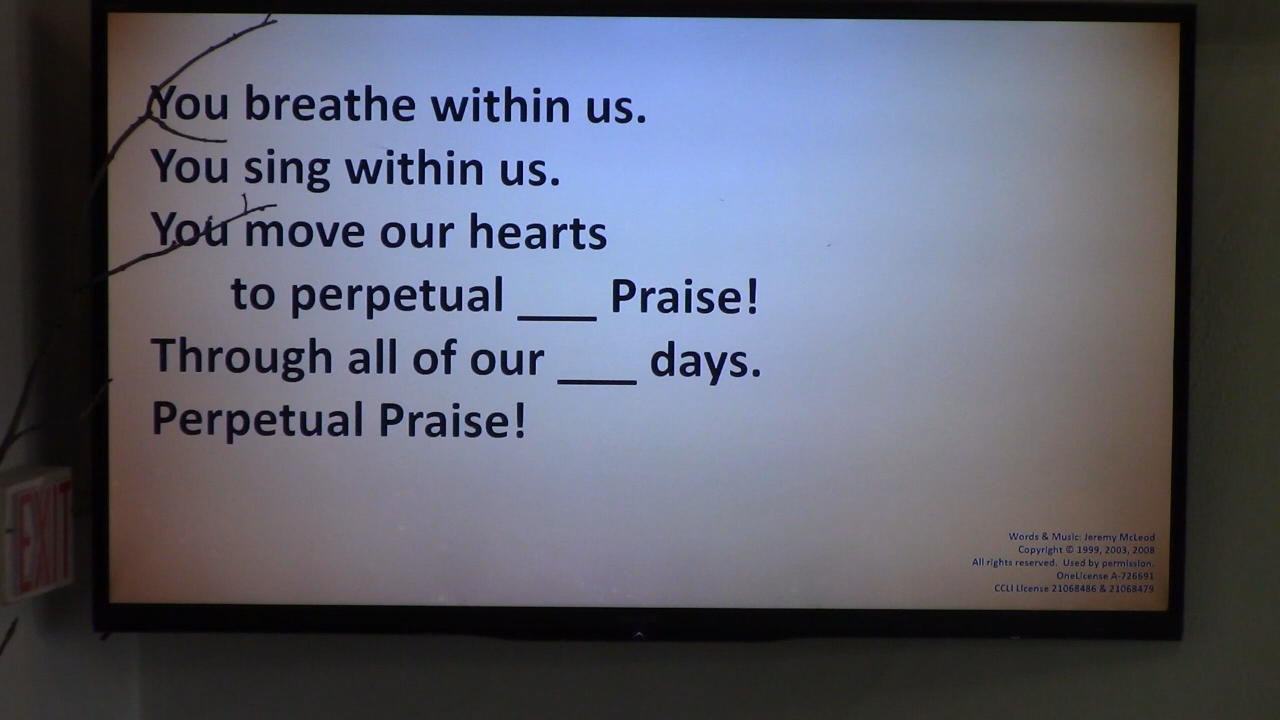 You breathe within us.
You sing within us.
You move our hearts
to perpetual ___ Praise!
Through all of our ___ days.
Perpetual Praise!
Words & Music: Jeremy McLeod
Copyright © 1999, 2003, 2008
All rights reserved. Used by permission.
OneLicense A-726691
CCLI License 21068486 & 21068479
EXIT